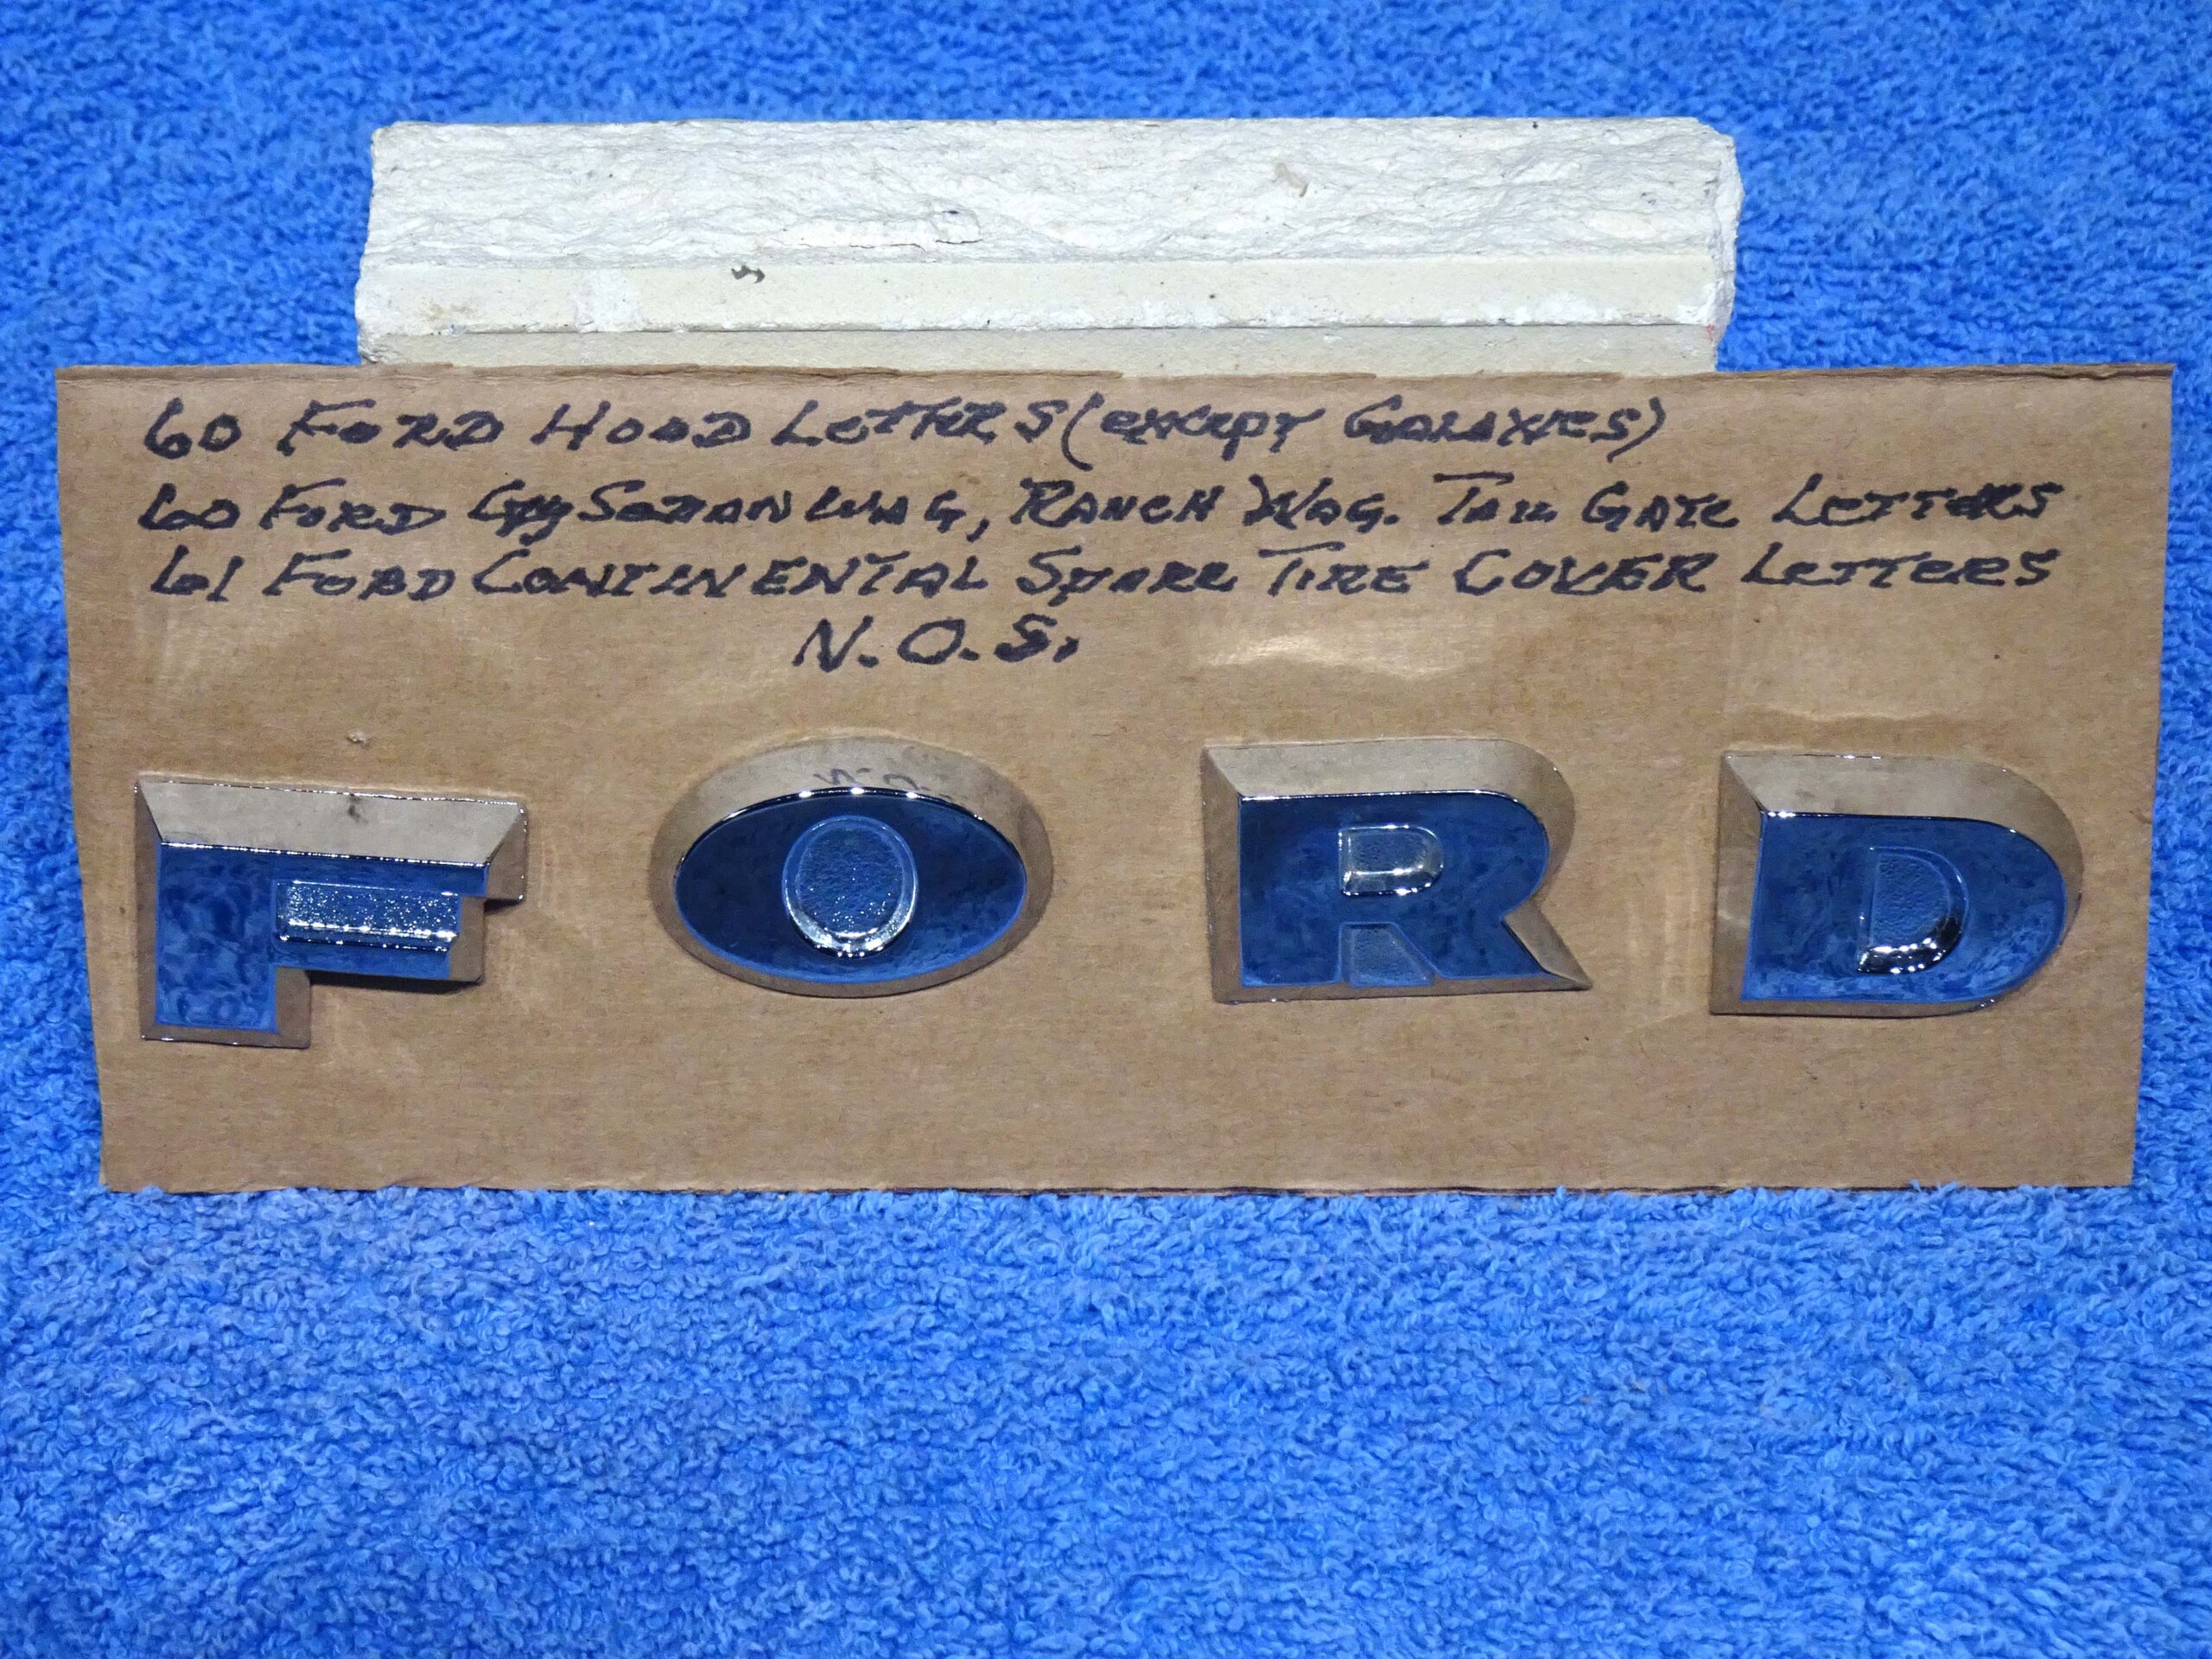 60 Ford Hood Letters (except Galaxies)
60 Ford Cty Sedan Wag, Ranch Wag. Tail Gate Letters
61 Ford Continental Spare Tire Cover Letters
N.O.S.
F O R D